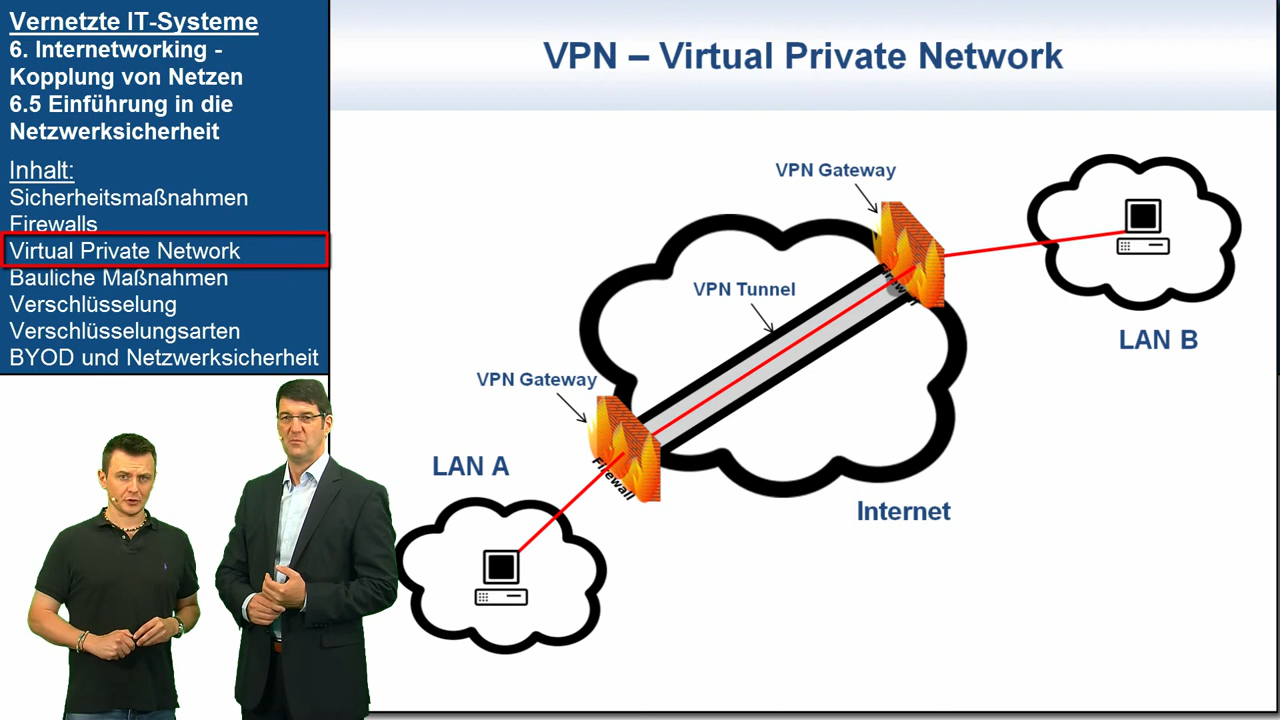 Vernetzte IT-Systeme
6. Internetworking -
Kopplung von Netzen
6.5 Einführung in die
Netzwerksicherheit
Inhalt:
Sicherheitsmaßnahmen
Firewalls
Virtual Private Network
Bauliche Maßnahmen
Verschlüsselung
Verschlüsselungsarten
BYOD und Netzwerksicherheit
VPN – Virtual Private Network
VPN Gateway
Firewall
VPN Tunnel
LAN B
VPN Gateway
Firewall
LAN A
Internet